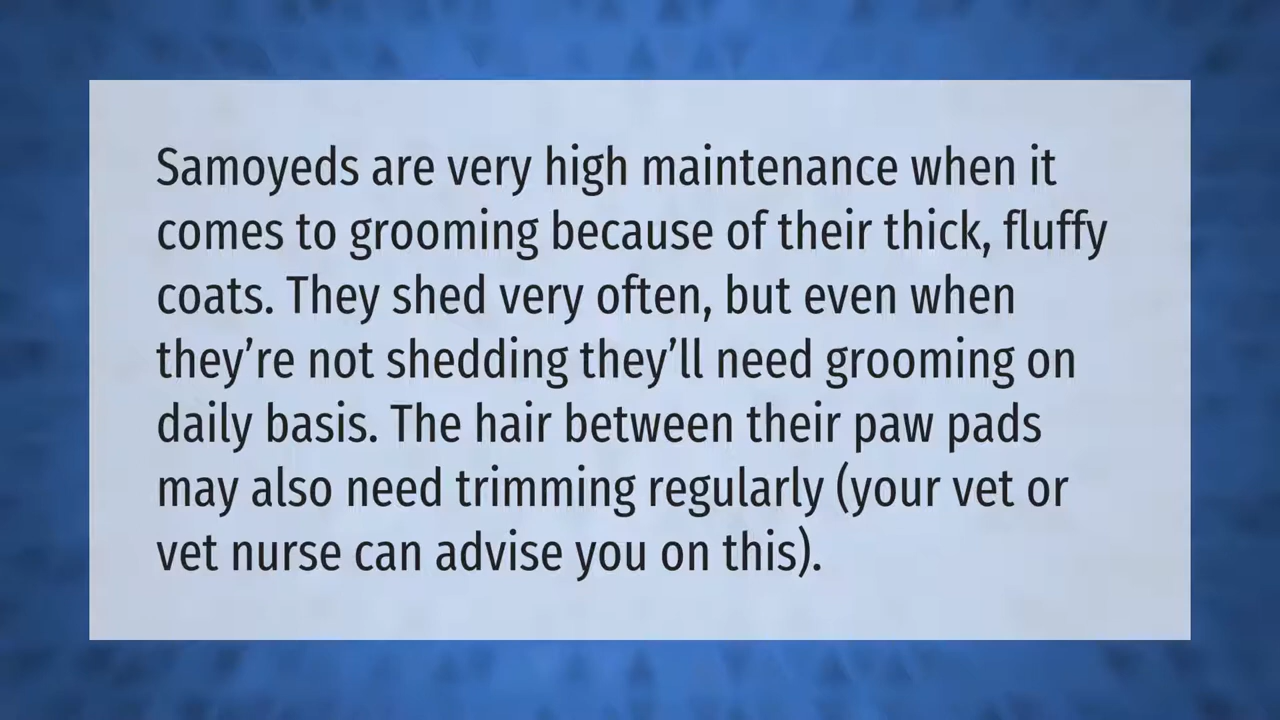 Samoyeds are very high maintenance when it
comes to grooming because of their thick, fluffy
coats. They shed very often, but even when
they’re not shedding they’ll need grooming on
daily basis. The hair between their paw pads
may also need trimming regularly (your vet or
vet nurse can advise you on this).